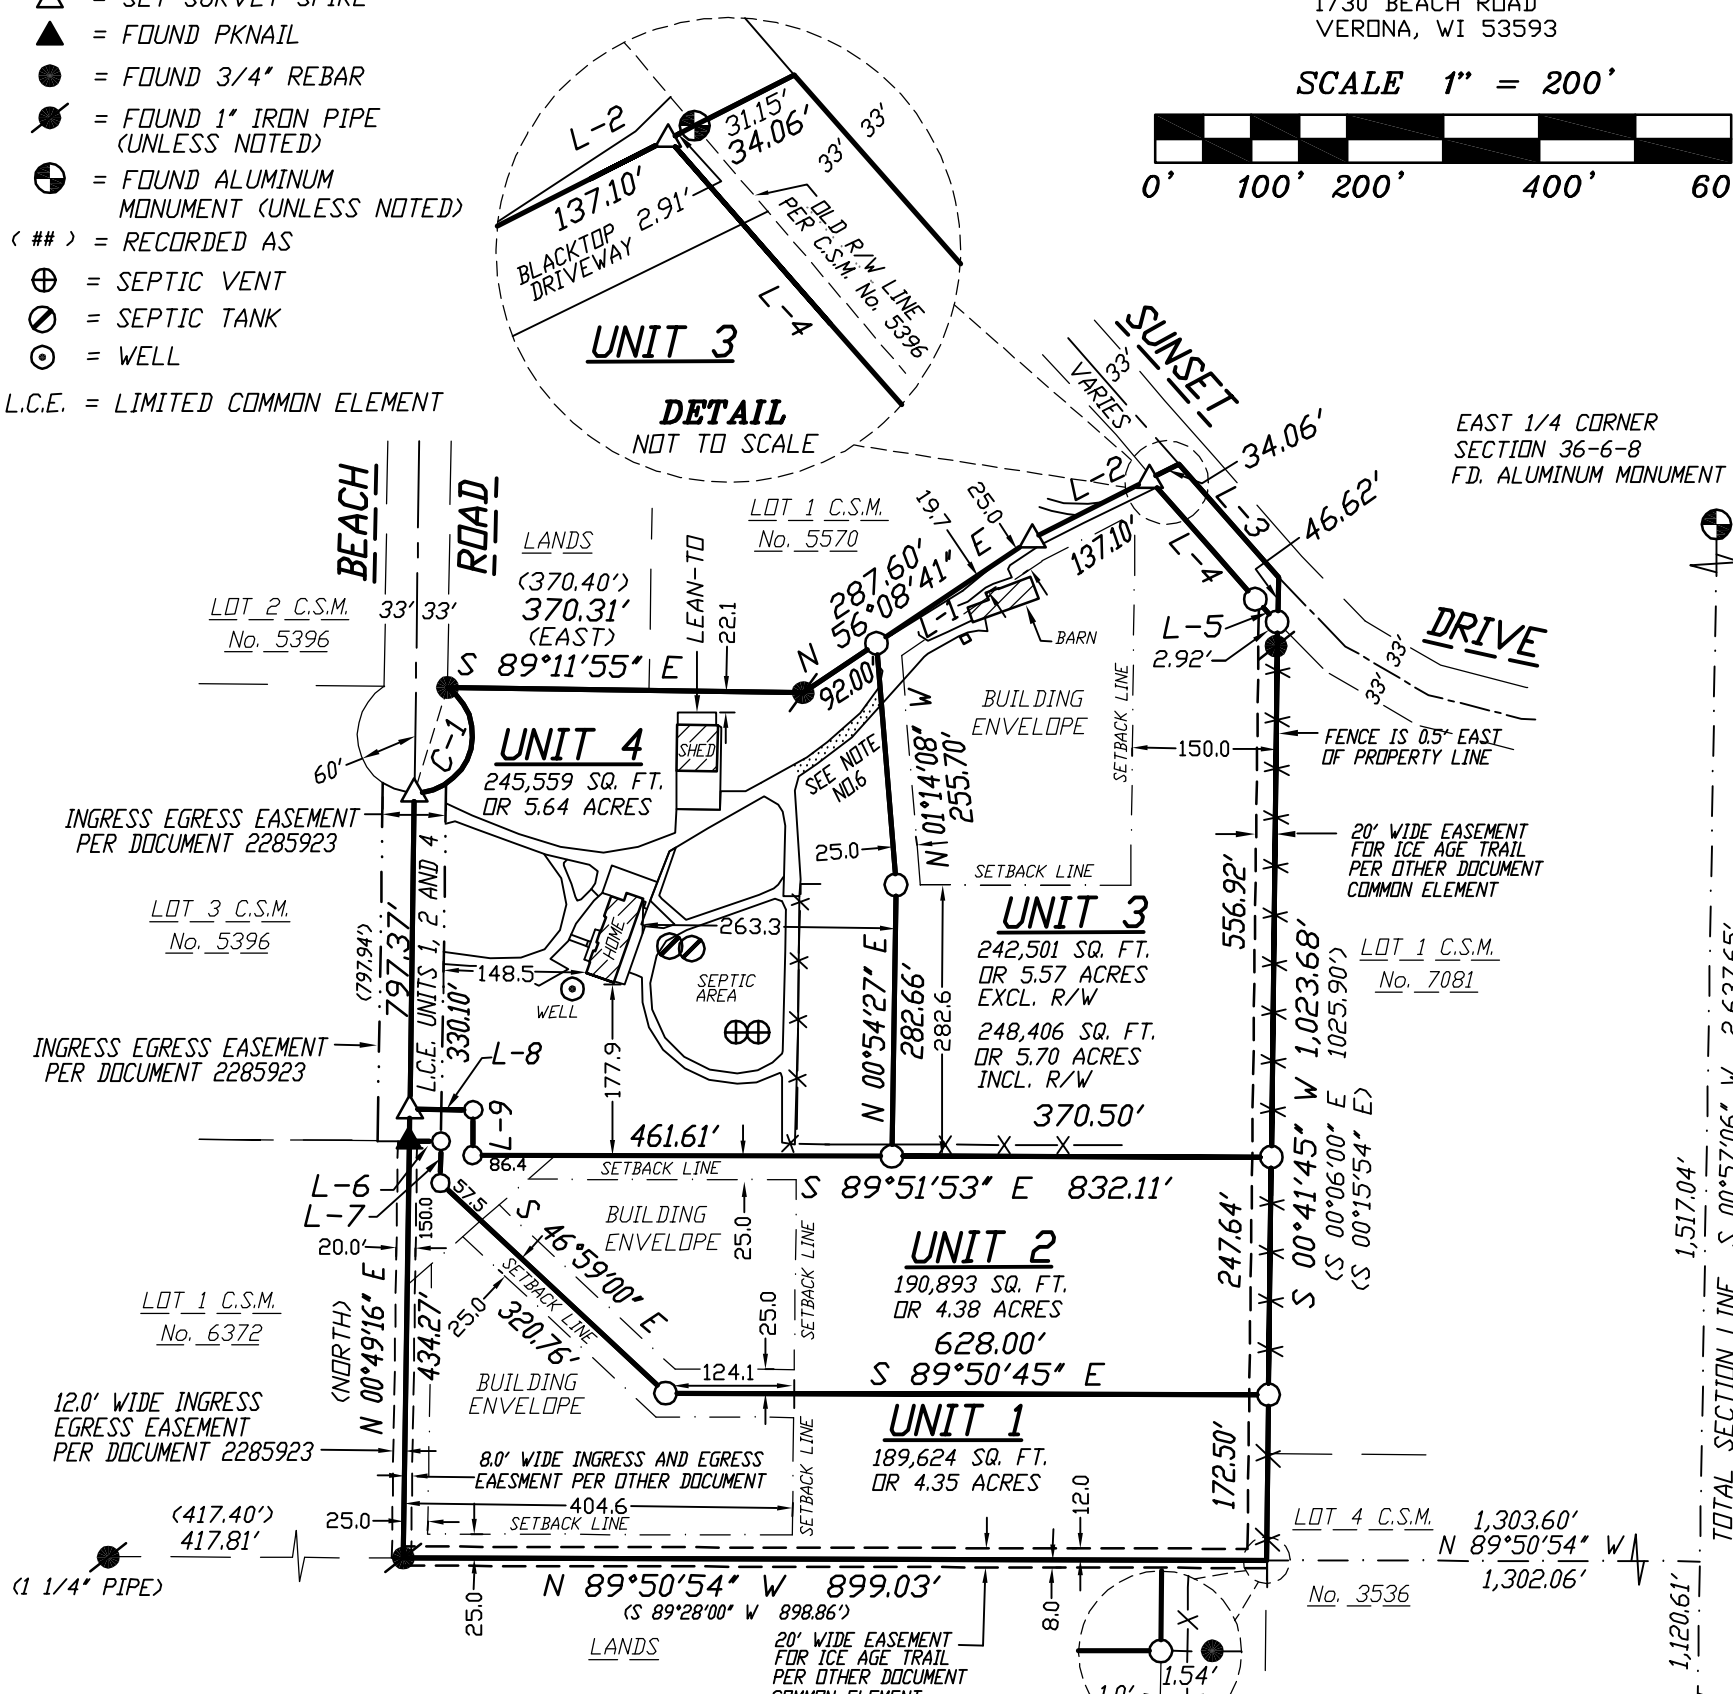 = SET SURVEY SPIKE
= FOUND PKNAIL
= FOUND 3/4" REBAR
= FOUND 1" IRON PIPE
(UNLESS NOTED)
= FOUND ALUMINUM
MONUMENT (UNLESS NOTED)
( ## ) = RECORDED AS
= SEPTIC VENT
= SEPTIC TANK
= WELL
L.C.E. = LIMITED COMMON ELEMENT
1730 BEACH ROAD
VERONA, WI 53593
SCALE 1" = 200'
0' 100' 200' 400' 60
L-2
31.15'
34.06'
33'
33'
137.10'
2.91'
BLACKTOP
DRIVEWAY
OLD R/W LINE
PER C.S.M. No. 5396
L-4
UNIT 3
DETAIL
NOT TO SCALE
SUNSET
DRIVE
33'
VARIES
34.06'
L-2
L-3
46.62'
L-4
L-5
2.92'
33'
33'
EAST 1/4 CORNER
SECTION 36-6-8
FD. ALUMINUM MONUMENT
BEACH
ROAD
33' 33'
LOT 2 C.S.M.
No. 5396
LANDS
(370.40')
370.31'
(EAST)
S 89°11'55" E
LEAN-TO
22.1
LOT 1 C.S.M.
No. 5570
19.7
25.0
287.60'
N 56°08'41" E
L-1
92.00'
137.10'
BARN
BUILDING
ENVELOPE
SETBACK LINE
150.0
FENCE IS 0.5' EAST
OF PROPERTY LINE
C-1
60'
UNIT 4
245,559 SQ. FT.
OR 5.64 ACRES
SHED
SEE NOTE
NO.6
N 01°14'08" W
255.70'
25.0
SETBACK LINE
INGRESS EGRESS EASEMENT
PER DOCUMENT 2285923
20' WIDE EASEMENT
FOR ICE AGE TRAIL
PER OTHER DOCUMENT
COMMON ELEMENT
LOT 3 C.S.M.
No. 5396
(797.94')
797.37'
L.C.E. UNITS 1, 2 AND 4
330.10'
HOME
263.3
148.5
WELL
SEPTIC
AREA
177.9
N 00°54'27" E
282.66'
282.6
UNIT 3
242,501 SQ. FT.
OR 5.57 ACRES
EXCL. R/W
248,406 SQ. FT.
OR 5.70 ACRES
INCL. R/W
370.50'
556.92'
S 00°41'45" W 1,023.68'
(S 00°06'00" E 1025.90')
(S 00°15'54" E)
LOT 1 C.S.M.
No. 7081
INGRESS EGRESS EASEMENT
PER DOCUMENT 2285923
L-8
L-9
461.61'
86.4
SETBACK LINE
S 89°51'53" E 832.11'
L-6
L-7
57.5
150.0
20.0'
S 46°59'00" E
320.76'
SETBACK LINE
25.0
BUILDING
ENVELOPE
25.0
SETBACK LINE
25.0
124.1
UNIT 2
190,893 SQ. FT.
OR 4.38 ACRES
628.00'
S 89°50'45" E
247.64'
LOT 1 C.S.M.
No. 6372
(NORTH)
N 00°49'16" E
434.27'
12.0' WIDE INGRESS
EGRESS EASEMENT
PER DOCUMENT 2285923
BUILDING
ENVELOPE
UNIT 1
189,624 SQ. FT.
OR 4.35 ACRES
SETBACK LINE
172.50'
8.0' WIDE INGRESS AND EGRESS
EAESMENT PER OTHER DOCUMENT
404.6
SETBACK LINE
25.0
12.0
(417.40')
417.81'
(1 1/4" PIPE)
25.0
N 89°50'54" W 899.03'
(S 89°28'00" W 898.86')
LANDS
8.0
20' WIDE EASEMENT
FOR ICE AGE TRAIL
PER OTHER DOCUMENT
COMMON ELEMENT
1.54'
LOT 4 C.S.M.
No. 3536
1,303.60'
N 89°50'54" W
1,302.06'
1,517.04'
1,120.61'
TOTAL SECTION LINE S 00°57'06" W 2,637.65'